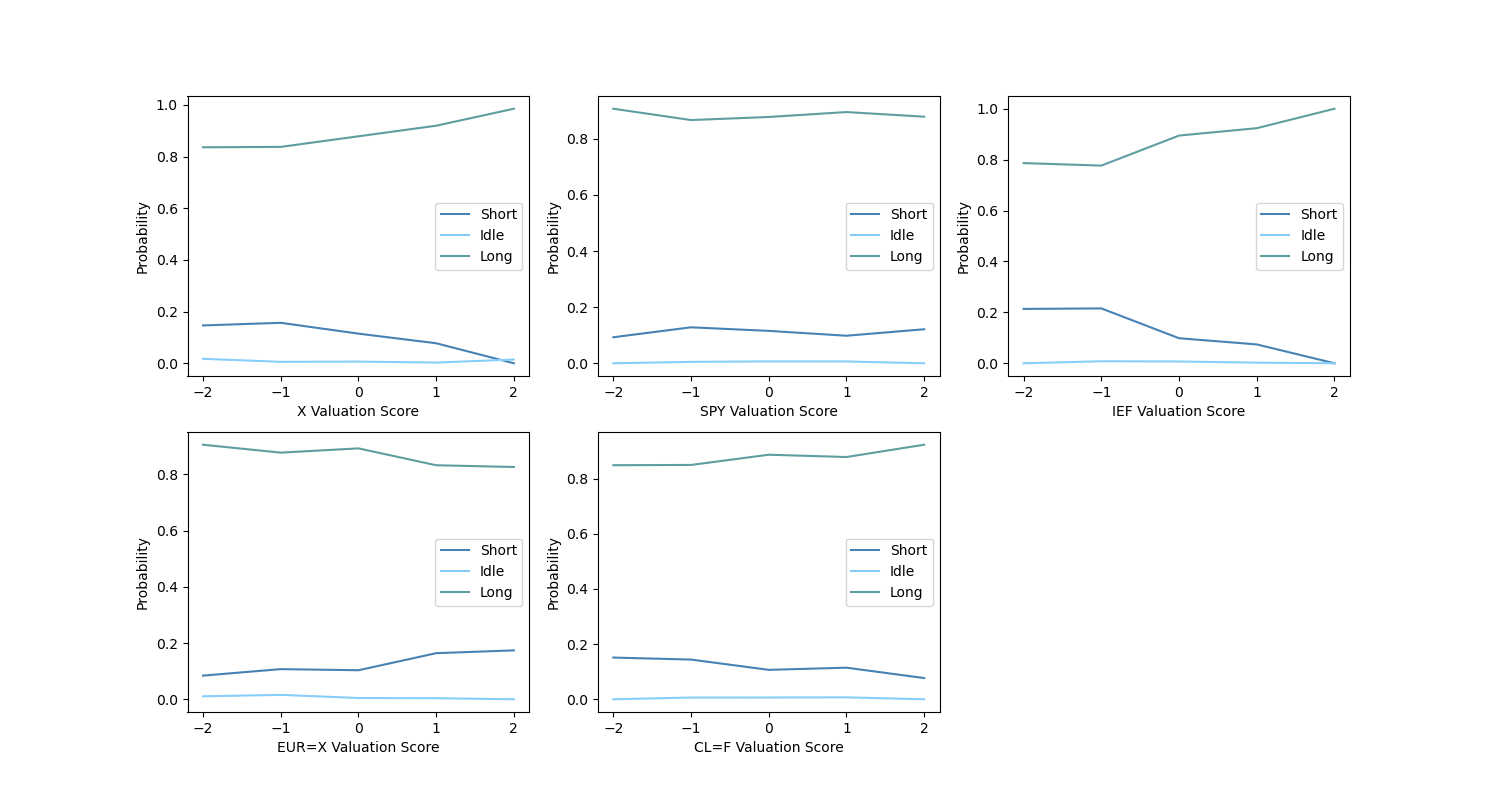 1.0
0.8
0.6
0.4
0.2
0.0
Probability
Short
Idle
Long
−2 −1 0 1 2
X Valuation Score
0.8
0.6
0.4
0.2
0.0
Probability
Short
Idle
Long
−2 −1 0 1 2
SPY Valuation Score
1.0
0.8
0.6
0.4
0.2
0.0
Probability
Short
Idle
Long
−2 −1 0 1 2
IEF Valuation Score
0.8
0.6
0.4
0.2
0.0
Probability
Short
Idle
Long
−2 −1 0 1 2
EUR=X Valuation Score
0.8
0.6
0.4
0.2
0.0
Probability
Short
Idle
Long
−2 −1 0 1 2
CL=F Valuation Score